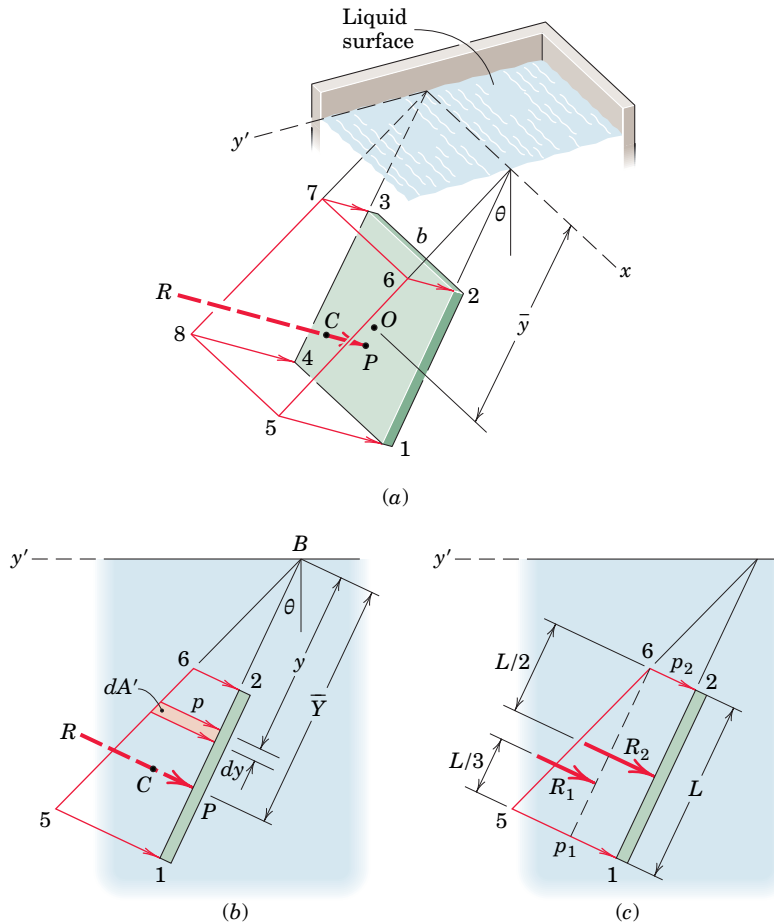 Liquid
surface
y′
7
3
b
θ
x
6
2
R
C
O
ȳ
8
4
P
5
1
(a)
y′
B
θ
6
y
2
dA′
p
Y̅
R
dy
C
P
5
1
(b)
y′
6
p₂
L/2
2
R₂
L/3
R₁
L
5
p₁
1
(c)